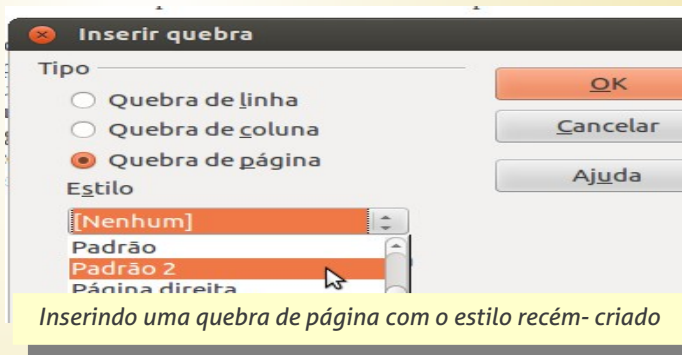 Inserir quebra
Tipo
Quebra de linha
Quebra de coluna
Quebra de página
Estilo
[Nenhum]
Padrão
Padrão 2
Página direita
OK
Cancelar
Ajuda
Inserindo uma quebra de página com o estilo recém- criado